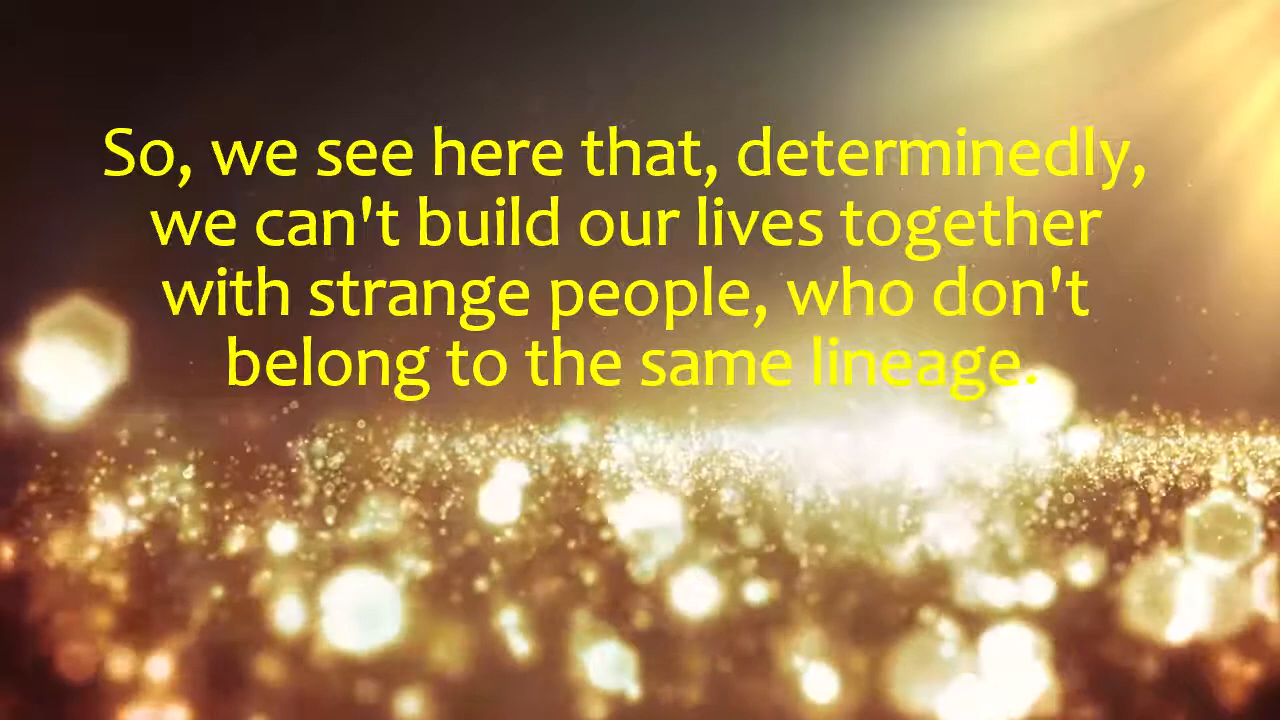 So, we see here that, determinedly,
we can't build our lives together
with strange people, who don't
belong to the same lineage.